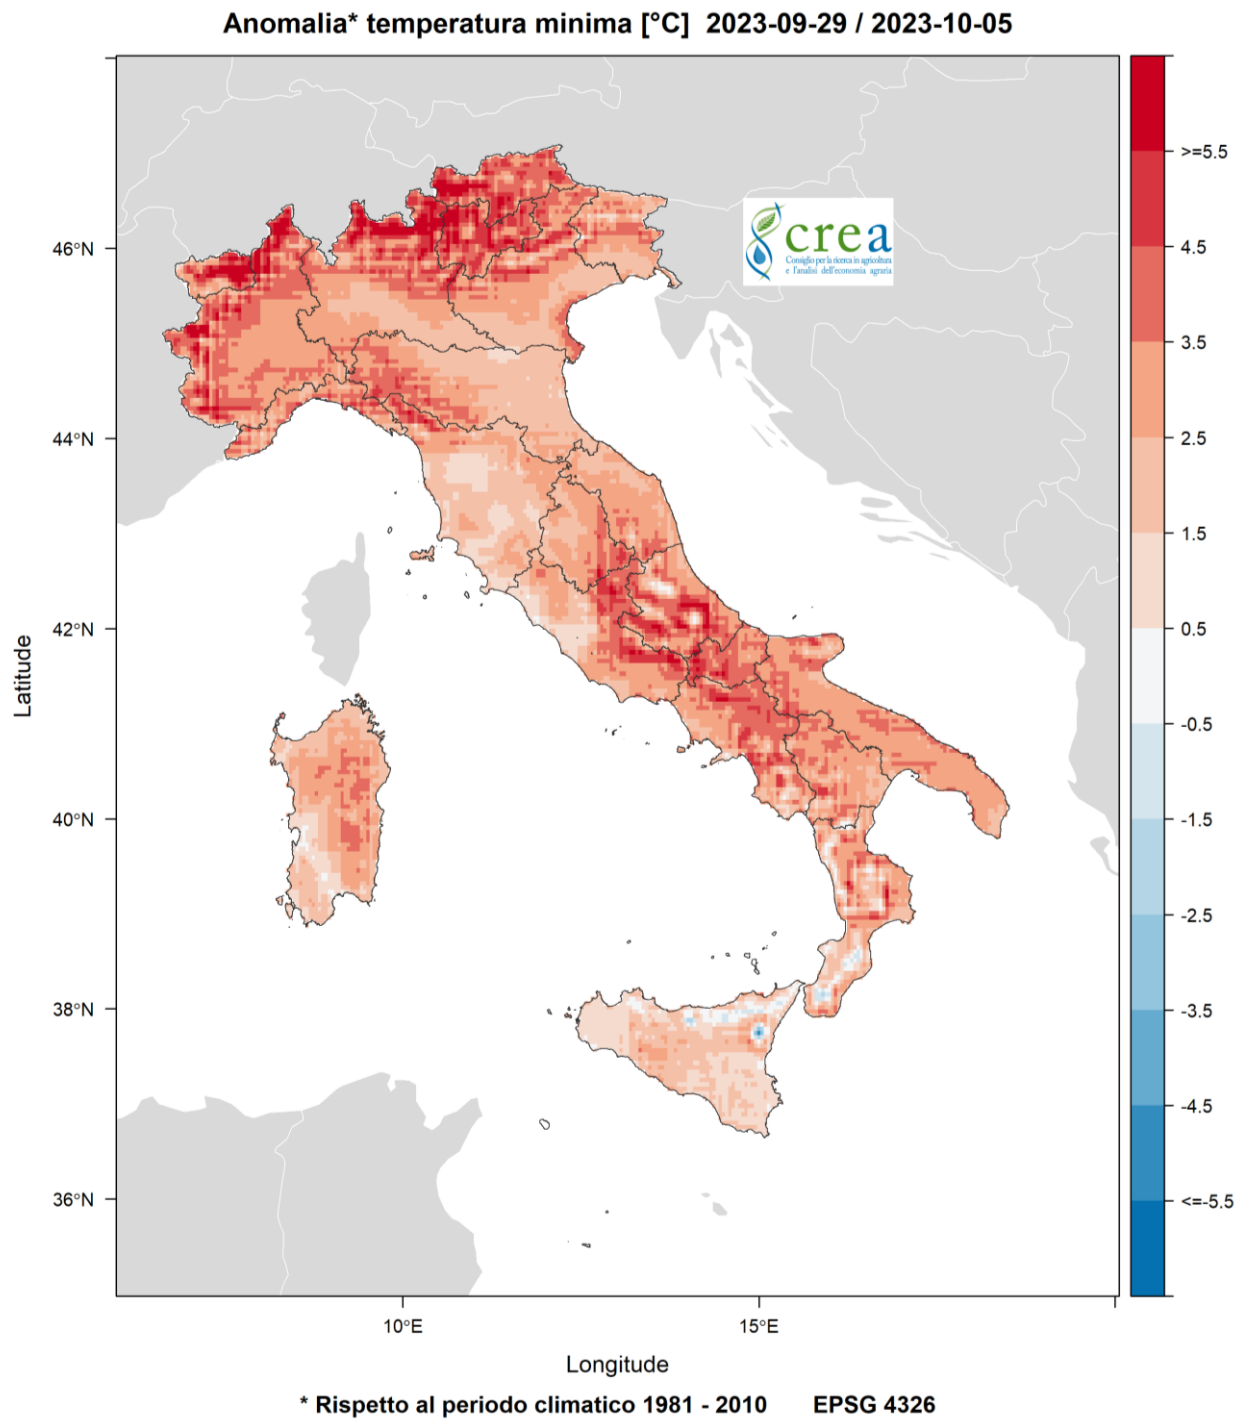 Anomalia* temperatura minima [°C]  2023-09-29 / 2023-10-05
>=5.5
4.5
3.5
2.5
1.5
0.5
-0.5
-1.5
-2.5
-3.5
-4.5
<=-5.5
46°N
44°N
42°N
40°N
38°N
36°N
Latitude
crea
Consiglio per la ricerca in agricoltura
e l'analisi dell'economia agraria
10°E
15°E
Longitude
* Rispetto al periodo climatico 1981 - 2010     EPSG 4326